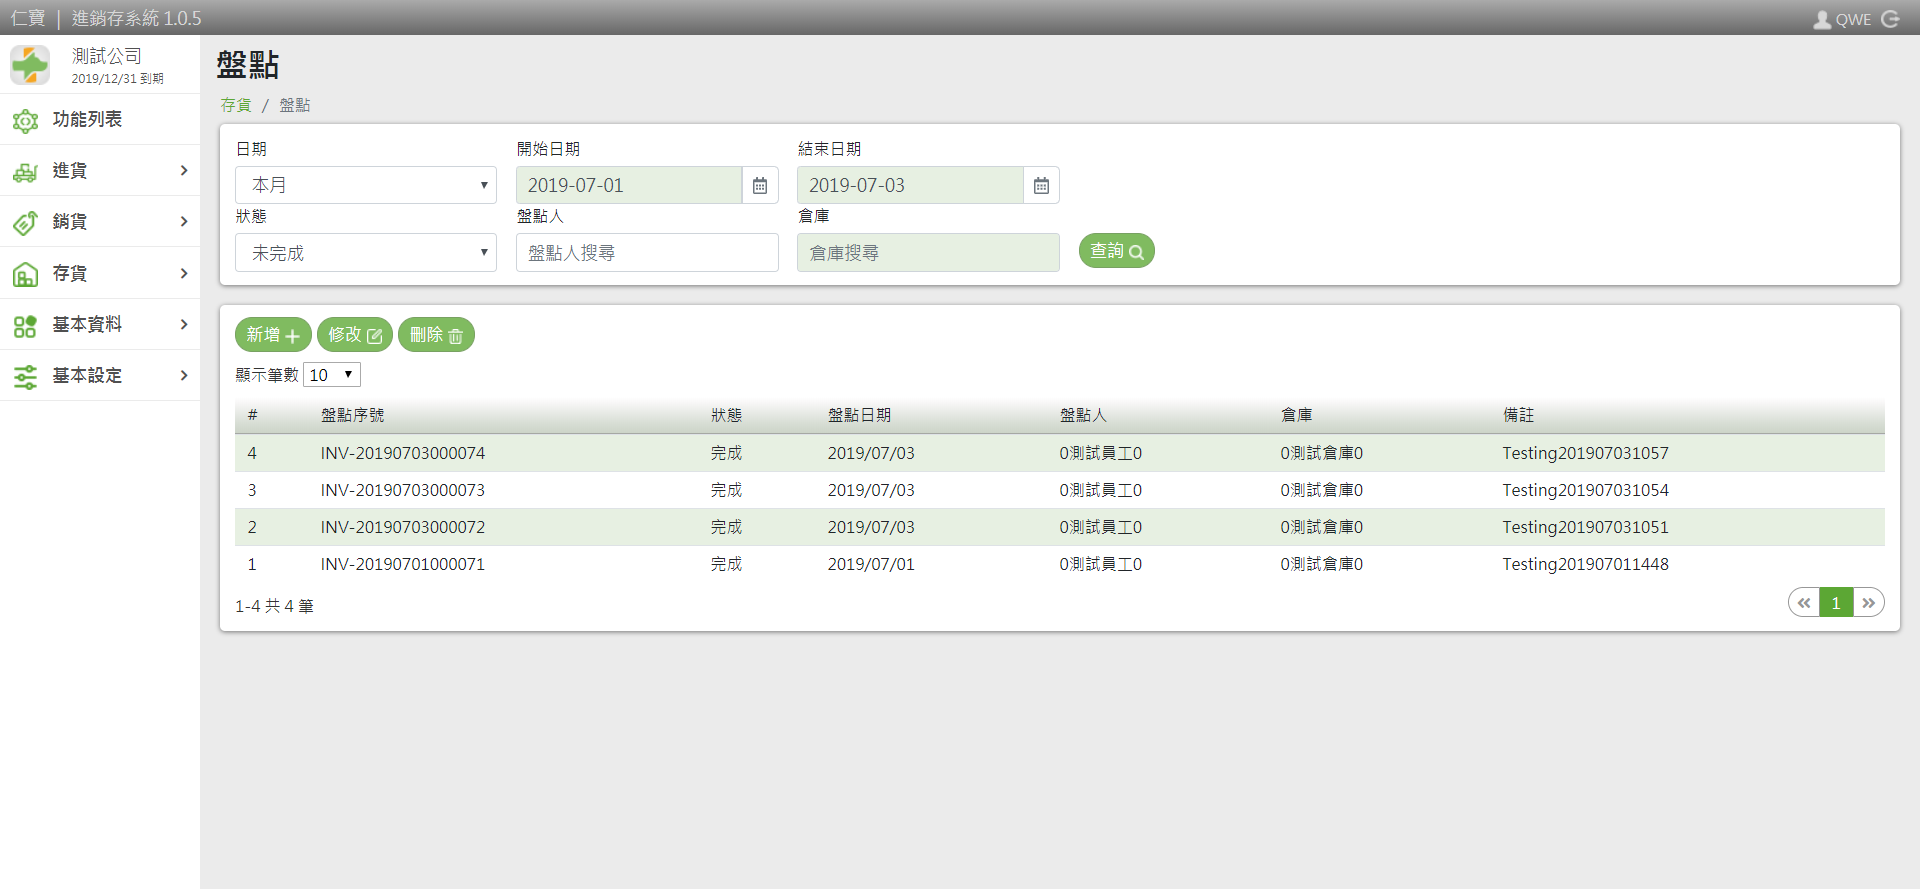 仁寶 | 進銷存系統 1.0.5
QWE
測試公司
2019/12/31 到期
功能列表
進貨
銷貨
存貨
基本資料
基本設定
盤點
存貨 / 盤點
日期 開始日期 結束日期
本月 2019-07-01 2019-07-03
狀態 盤點人 倉庫
未完成 盤點人搜尋 倉庫搜尋 查詢
新增 修改 刪除
顯示筆數 10
# 盤點序號 狀態 盤點日期 盤點人 倉庫 備註
4 INV-20190703000074 完成 2019/07/03 0測試員工0 0測試倉庫0 Testing201907031057
3 INV-20190703000073 完成 2019/07/03 0測試員工0 0測試倉庫0 Testing201907031054
2 INV-20190703000072 完成 2019/07/03 0測試員工0 0測試倉庫0 Testing201907031051
1 INV-20190701000071 完成 2019/07/01 0測試員工0 0測試倉庫0 Testing201907011448
1-4 共 4 筆
« 1 »